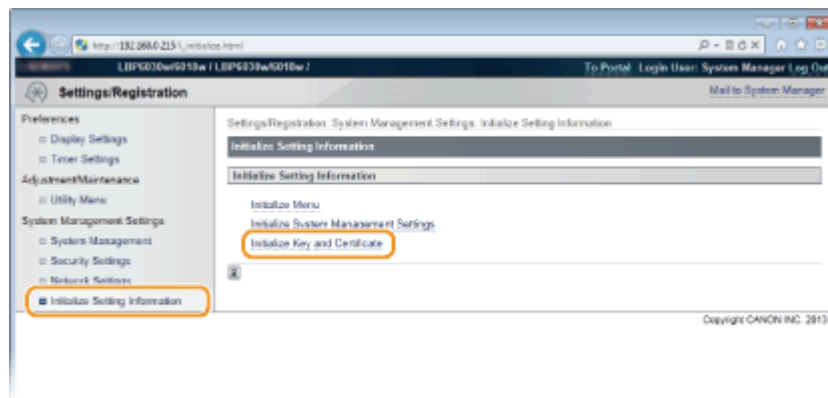 http://192.168.0.215/_initialize.html
LBP6030w/6018w / LBP6030w/6018w /
To Portal Login User: System Manager Log Out
Settings/Registration
Mail to System Manager
Preferences
Display Settings
Timer Settings
Adjustment/Maintenance
Utility Menu
System Management Settings
System Management
Security Settings
Network Settings
Initialize Setting Information
Settings/Registration: System Management Settings: Initialize Setting Information
Initialize Setting Information
Initialize Setting Information
Initialize Menu
Initialize System Management Settings
Initialize Key and Certificate
Copyright CANON INC. 2013